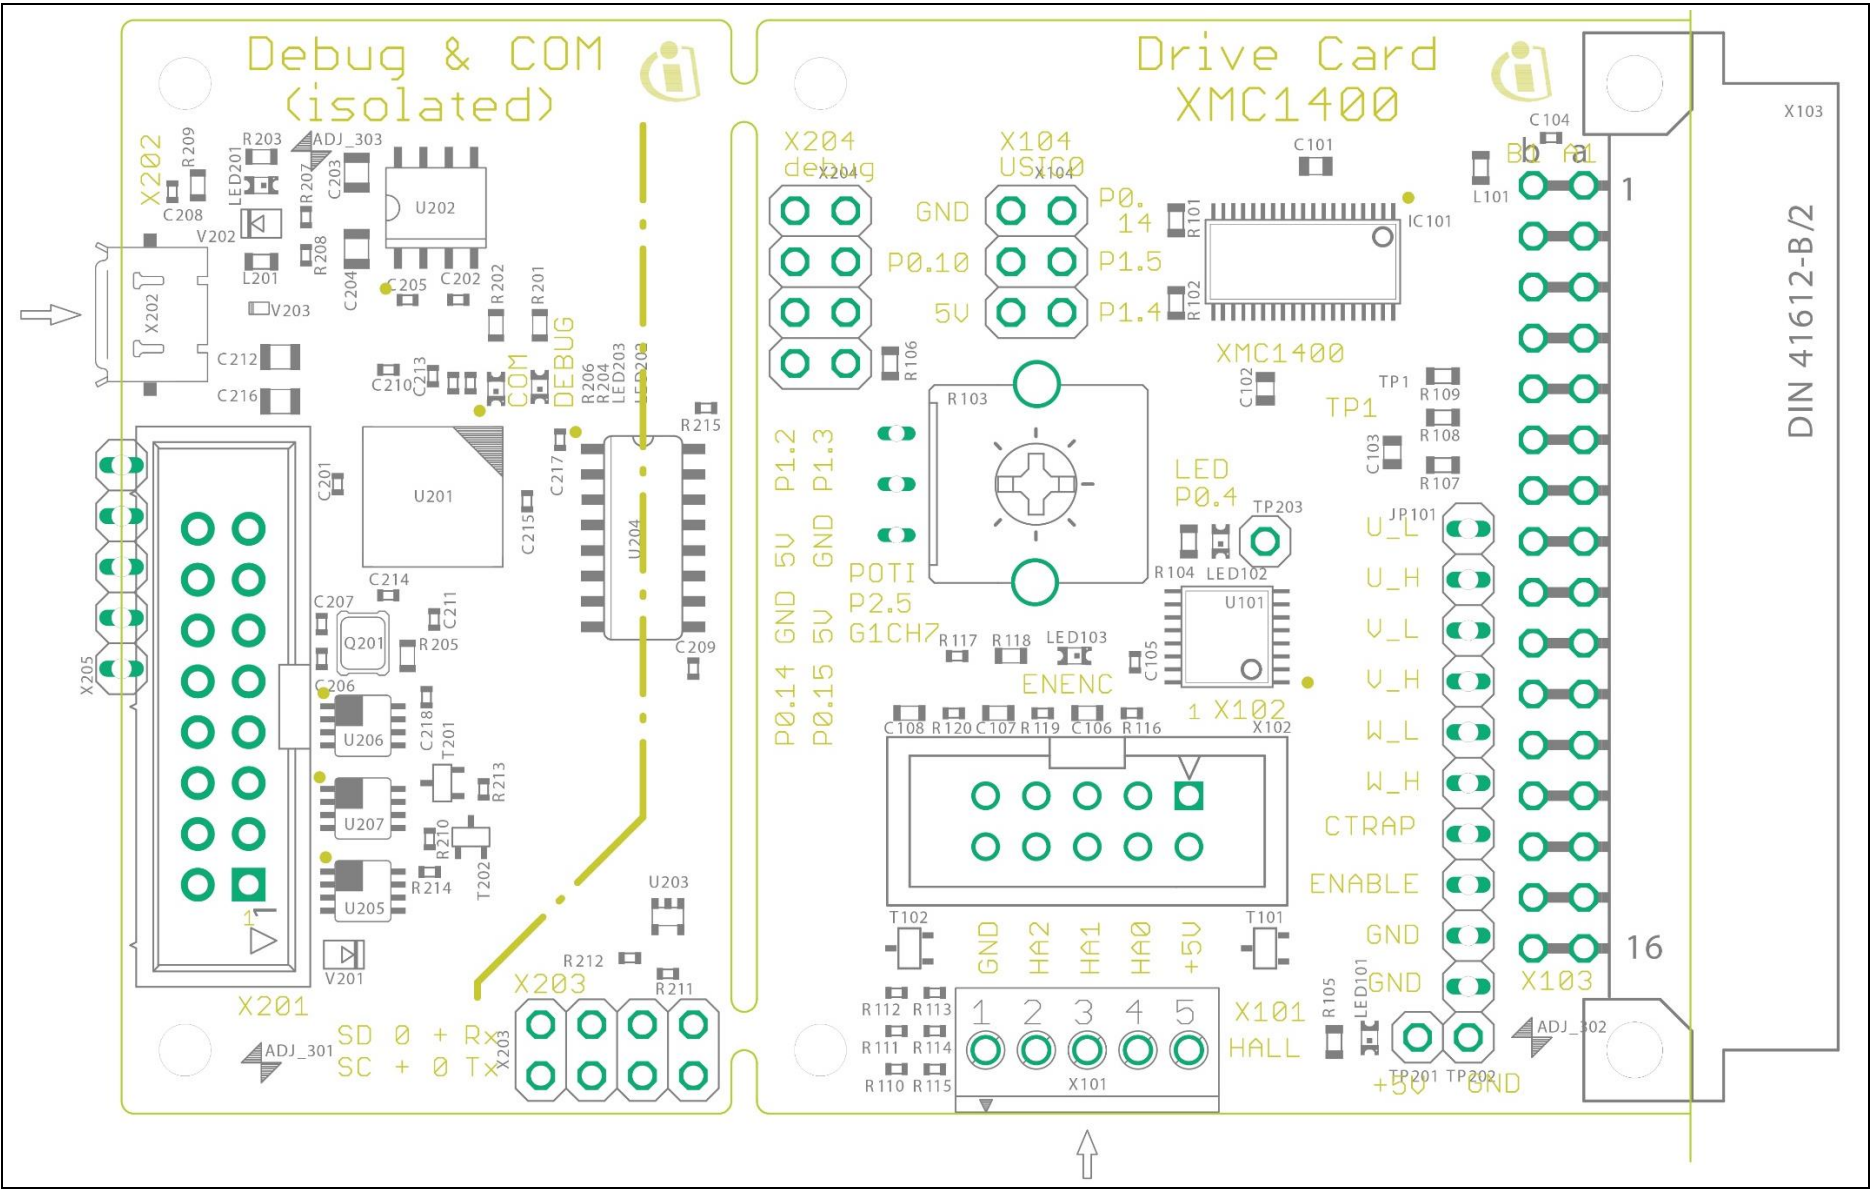 Debug & COM
(isolated)
Drive Card
XMC1400
X103
X202
R209
R203
ADJ_303
LED201
R207
C203
C208
U202
V202
R208
L201
C204
C205
C202
R202
R201
V203
X202
C212
C216
C210
C213
COM
DEBUG
R206
R204
LED203
R215
C201
U201
C215
C217
U204
C214
C207
Q201
C211
R205
C206
C209
X205
U206
C218
T201
R213
U207
R210
T202
U205
R214
U203
1
1
V201
R212
R211
X201
X203
X203
SD 0 + Rx
SC + 0 Tx
ADJ_301
X204
debug
X204
X104
USIC0
X104
GND
P0.
14
P0.10
P1.5
5V
P1.4
R101
R102
C101
IC101
XMC1400
C102
C104
L101
B1 A1
b a
1
DIN 41612-B/2
R106
R103
P1.2
P1.3
5V
GND
GND
5V
P0.14
P0.15
POTI
P2.5
G1CH7
TP1
TP1
R109
R108
C103
R107
LED
P0.4
TP203
R104
LED102
U101
JP101
U_L
U_H
V_L
V_H
W_L
W_H
CTRAP
ENABLE
GND
GND
R117
R118
LED103
C105
ENENC
1 X102
C108
R120
C107
R119
C106
R116
X102
T102
GND
HA2
HA1
HA0
+5V
T101
R112
R113
R111
R114
R110
R115
1 2 3 4 5
X101
X101
HALL
R105
LED101
TP201
TP202
+5V
GND
ADJ_302
X103
16